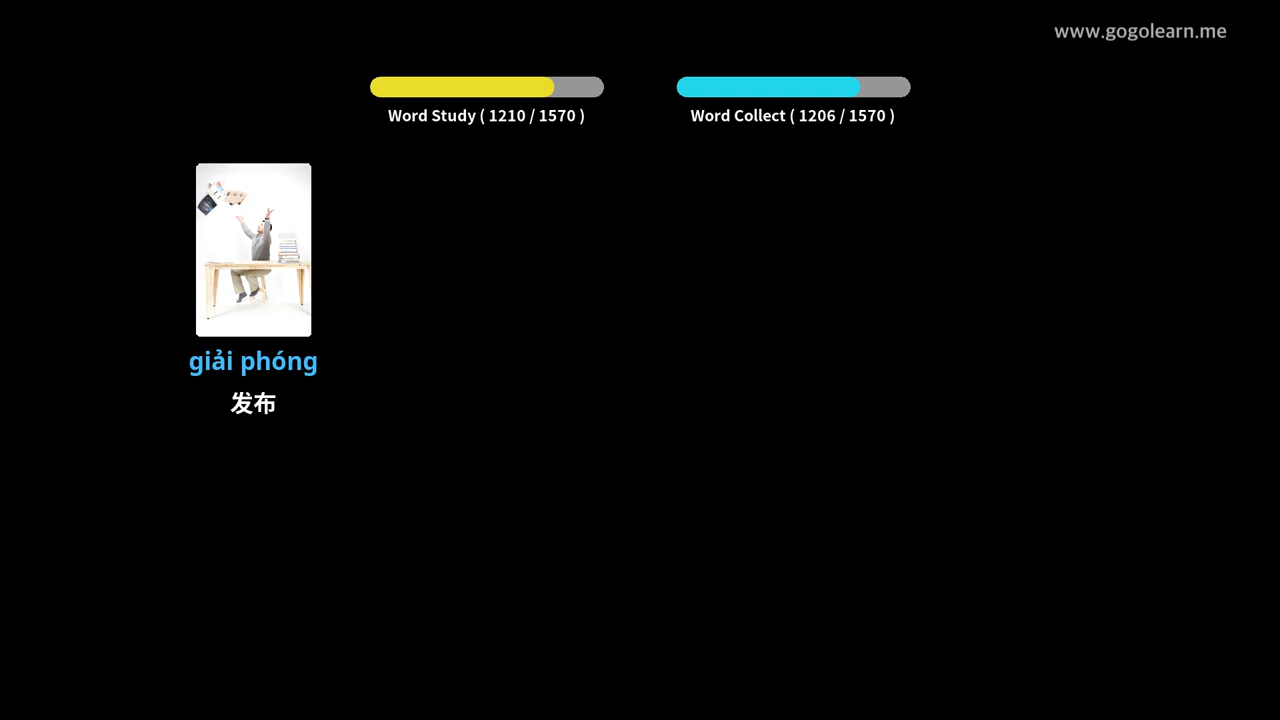 www.gogolearn.me
Word Study ( 1210 / 1570 )
Word Collect ( 1206 / 1570 )
giải phóng
发布